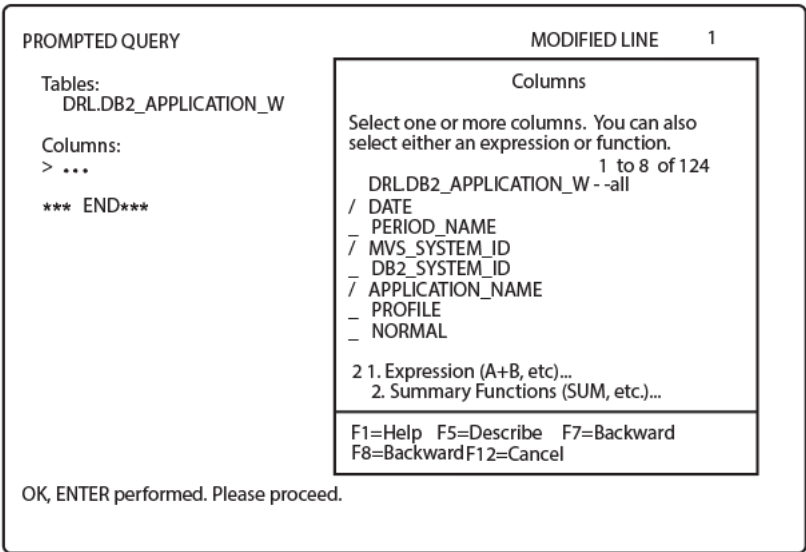 PROMPTED QUERY MODIFIED LINE 1
Tables:
DRL.DB2_APPLICATION_W
Columns:
> ...
*** END***
Columns
Select one or more columns. You can also
select either an expression or function.
1 to 8 of 124
DRL.DB2_APPLICATION_W - -all
/ DATE
_ PERIOD_NAME
/ MVS_SYSTEM_ID
_ DB2_SYSTEM_ID
/ APPLICATION_NAME
_ PROFILE
_ NORMAL
2 1. Expression (A+B, etc)...
2. Summary Functions (SUM, etc.)...
F1=Help F5=Describe F7=Backward
F8=BackwardF12=Cancel
OK, ENTER performed. Please proceed.